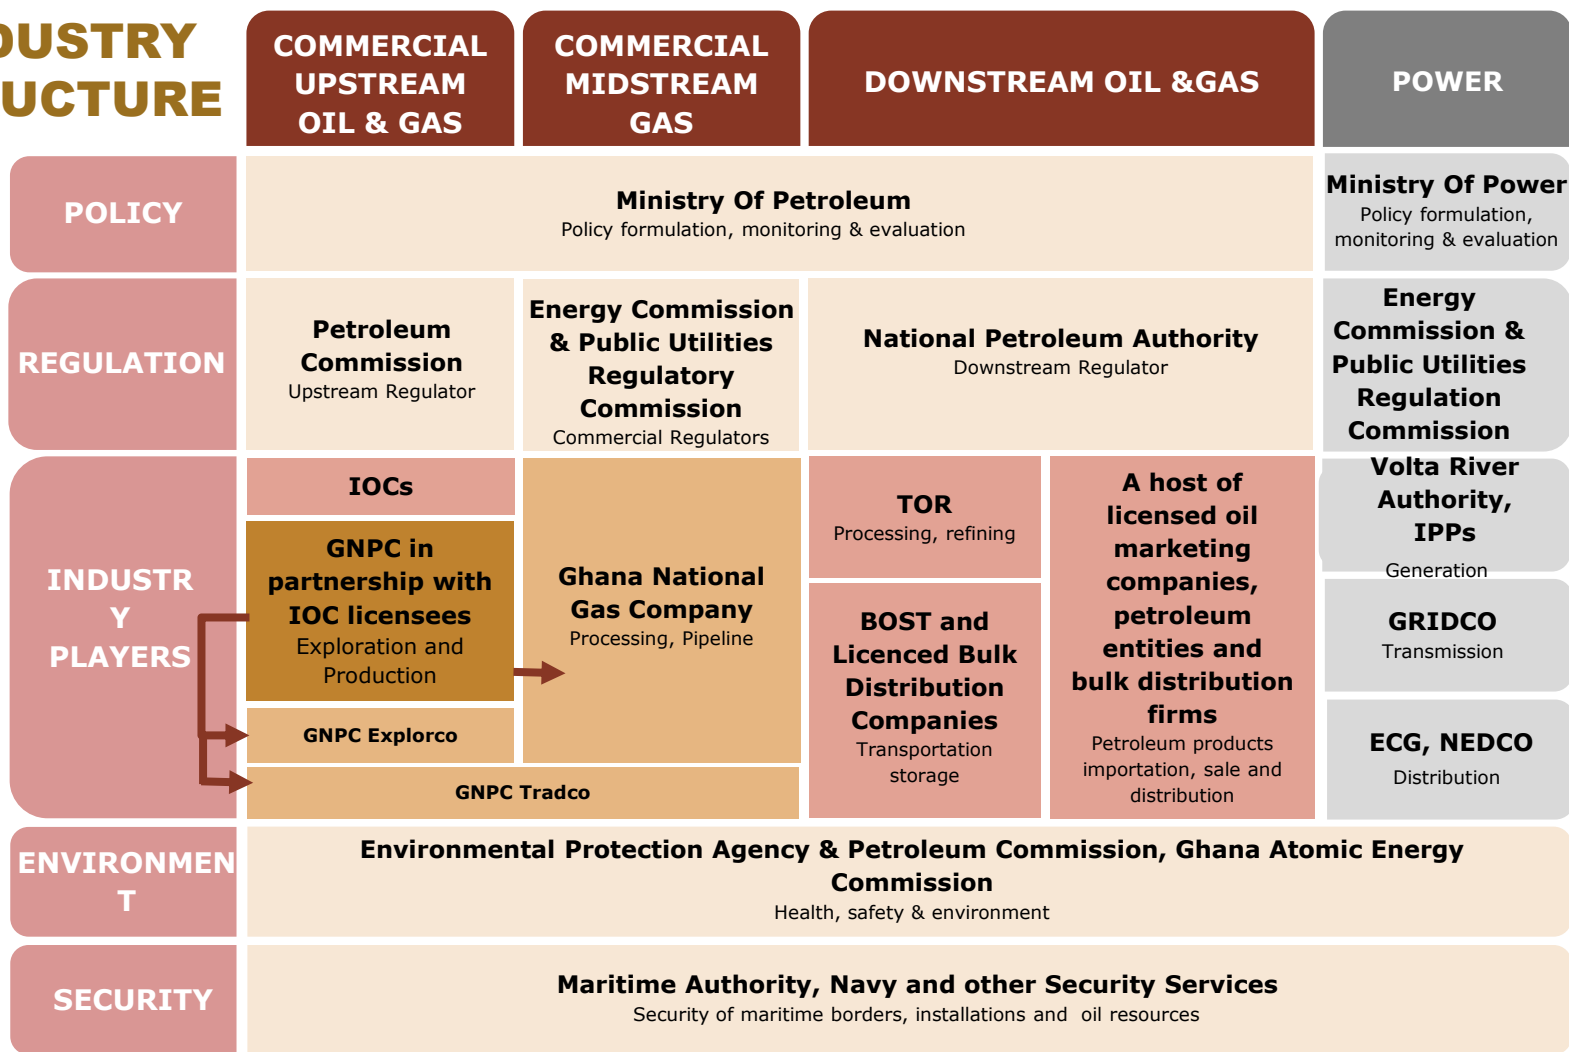 DUSTRY
UCTURE
COMMERCIAL
UPSTREAM
OIL & GAS
COMMERCIAL
MIDSTREAM
GAS
DOWNSTREAM OIL &GAS
POWER
POLICY
Ministry Of Petroleum
Policy formulation, monitoring & evaluation
Ministry Of Power
Policy formulation,
monitoring & evaluation
REGULATION
Petroleum
Commission
Upstream Regulator
Energy Commission
& Public Utilities
Regulatory
Commission
Commercial Regulators
National Petroleum Authority
Downstream Regulator
Energy
Commission &
Public Utilities
Regulation
Commission
INDUSTR
Y
PLAYERS
IOCs
GNPC in
partnership with
IOC licensees
Exploration and
Production
GNPC Explorco
GNPC Tradco
Ghana National
Gas Company
Processing, Pipeline
TOR
Processing, refining
BOST and
Licenced Bulk
Distribution
Companies
Transportation
storage
A host of
licensed oil
marketing
companies,
petroleum
entities and
bulk distribution
firms
Petroleum products
importation, sale and
distribution
Volta River
Authority,
IPPs
Generation
GRIDCO
Transmission
ECG, NEDCO
Distribution
ENVIRONMEN
T
Environmental Protection Agency & Petroleum Commission, Ghana Atomic Energy
Commission
Health, safety & environment
SECURITY
Maritime Authority, Navy and other Security Services
Security of maritime borders, installations and  oil resources